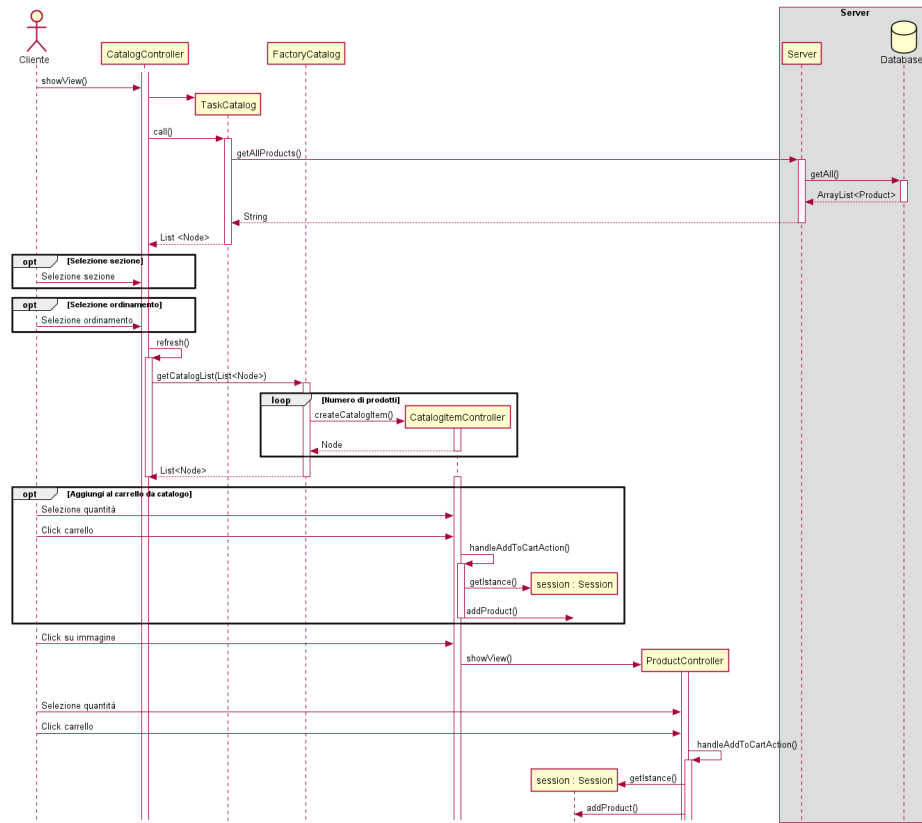 Server
Cliente
CatalogController
FactoryCatalog
Server
Database
showView()
TaskCatalog
call()
getAllProducts()
getAll()
ArrayList<Product>
String
List <Node>
opt [Selezione sezione]
Selezione sezione
opt [Selezione ordinamento]
Selezione ordinamento
refresh()
getCatalogList(List<Node>)
loop [Numero di prodotti]
createCatalogItem()
CatalogItemController
Node
List<Node>
opt [Aggiungi al carrello da catalogo]
Selezione quantità
Click carrello
handleAddToCartAction()
getIstance()
session : Session
addProduct()
Click su immagine
showView()
ProductController
Selezione quantità
Click carrello
handleAddToCartAction()
session : Session
getIstance()
addProduct()